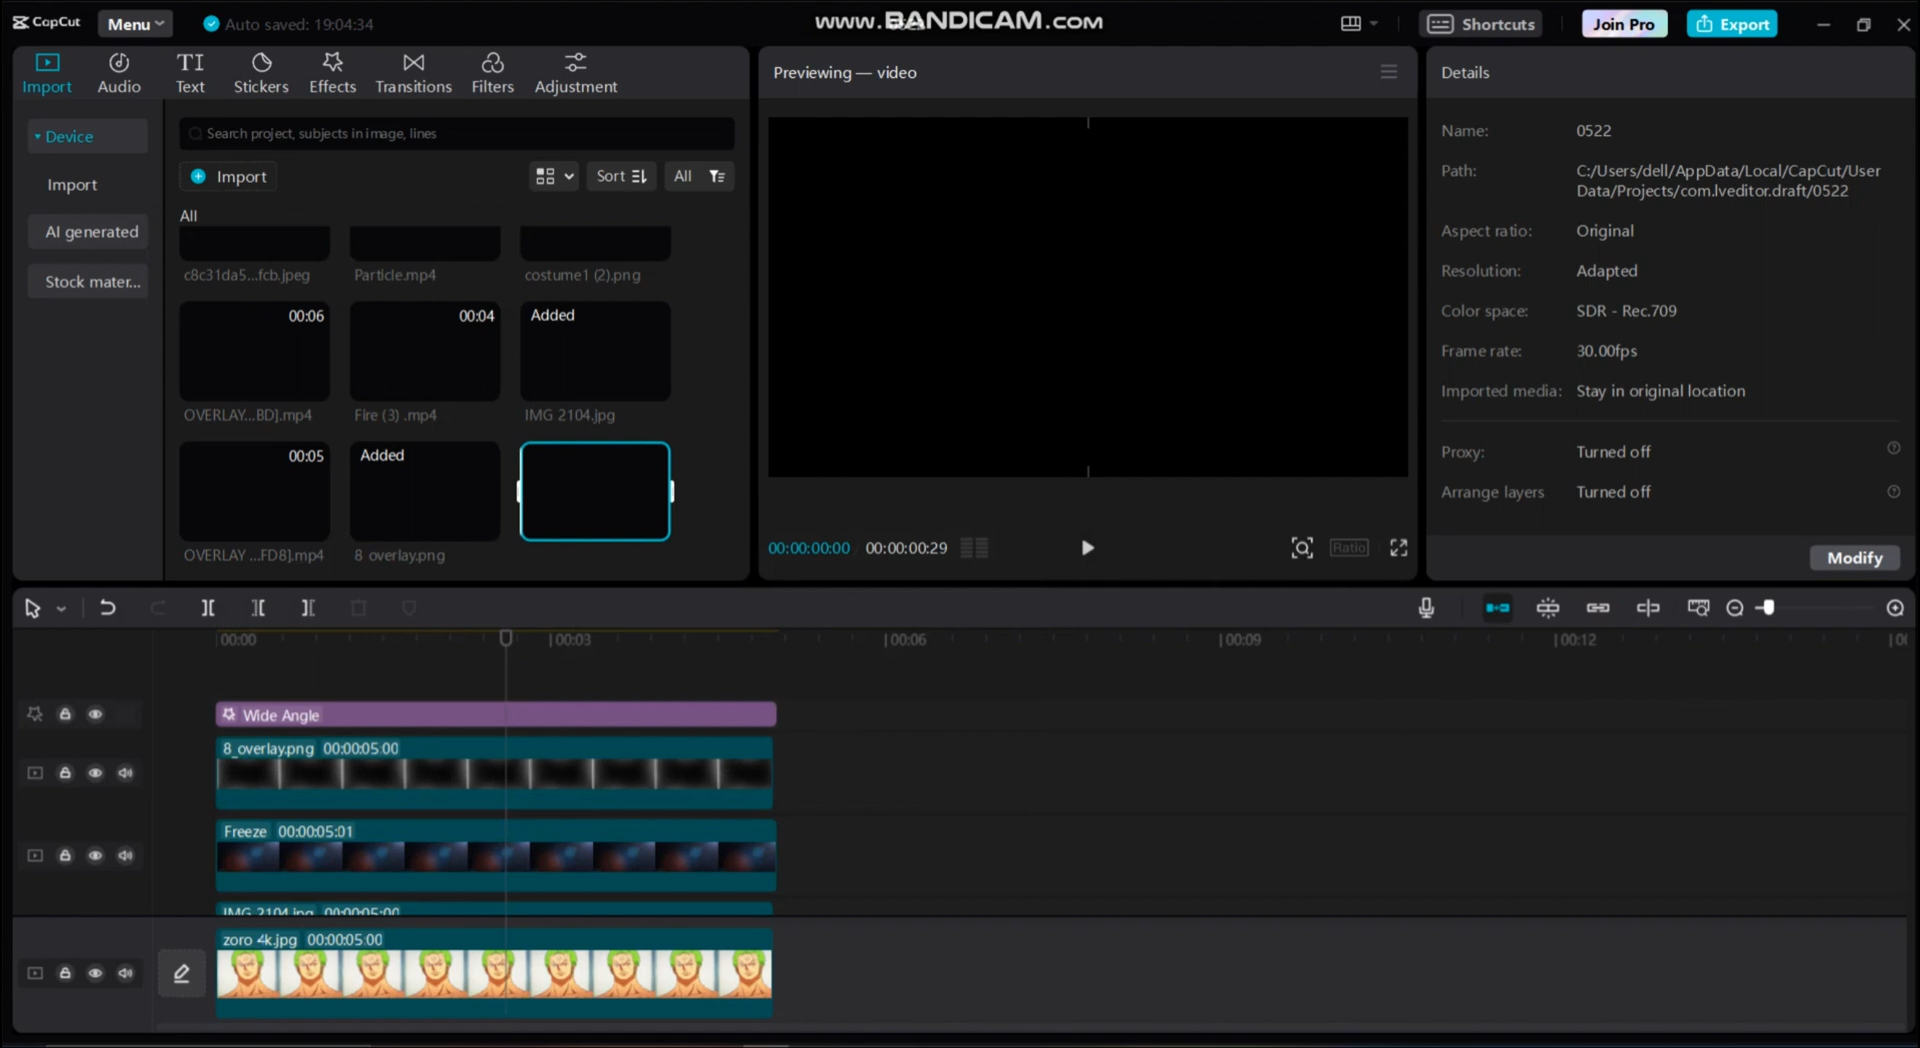 CapCut
Menu
Auto saved: 19:04:34
www.BANDICAM.com
Shortcuts
Join Pro
Export
Import
Audio
TI
Text
Stickers
Effects
Transitions
Filters
Adjustment
Previewing — video
Details
Device
Import
AI generated
Stock mater...
Search project, subjects in image, lines
Import
Sort
All
All
c8c31da5...fcb.jpeg
Particle.mp4
costume1 (2).png
00:06
00:04
Added
OVERLAY...BD].mp4
Fire (3) .mp4
IMG 2104.jpg
00:05
Added
OVERLAY ...FD8].mp4
8 overlay.png
00:00:00:00
00:00:00:29
Ratio
Name: 0522
Path: C:/Users/dell/AppData/Local/CapCut/User
Data/Projects/com.lveditor.draft/0522
Aspect ratio: Original
Resolution: Adapted
Color space: SDR - Rec.709
Frame rate: 30.00fps
Imported media: Stay in original location
Proxy: Turned off
Arrange layers Turned off
Modify
00:00
00:03
00:06
00:09
00:12
Wide Angle
8_overlay.png 00:00:05:00
Freeze 00:00:05:01
IMG 2104.jpg 00:00:05:00
zoro 4k.jpg 00:00:05:00